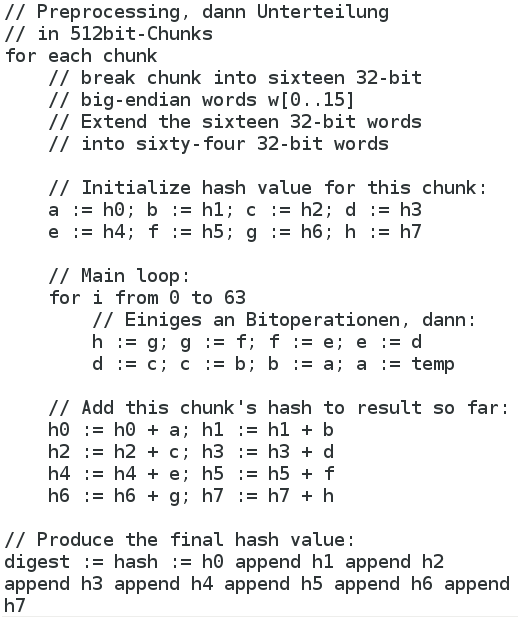 // Preprocessing, dann Unterteilung
// in 512bit-Chunks
for each chunk
    // break chunk into sixteen 32-bit
    // big-endian words w[0..15]
    // Extend the sixteen 32-bit words
    // into sixty-four 32-bit words

    // Initialize hash value for this chunk:
    a := h0; b := h1; c := h2; d := h3
    e := h4; f := h5; g := h6; h := h7

    // Main loop:
    for i from 0 to 63
        // Einiges an Bitoperationen, dann:
        h := g; g := f; f := e; e := d
        d := c; c := b; b := a; a := temp

    // Add this chunk's hash to result so far:
    h0 := h0 + a; h1 := h1 + b
    h2 := h2 + c; h3 := h3 + d
    h4 := h4 + e; h5 := h5 + f
    h6 := h6 + g; h7 := h7 + h

// Produce the final hash value:
digest := hash := h0 append h1 append h2
append h3 append h4 append h5 append h6 append
h7